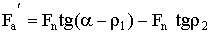 Fa′ = Fn tg(α − ρ1) − Fn tgρ2